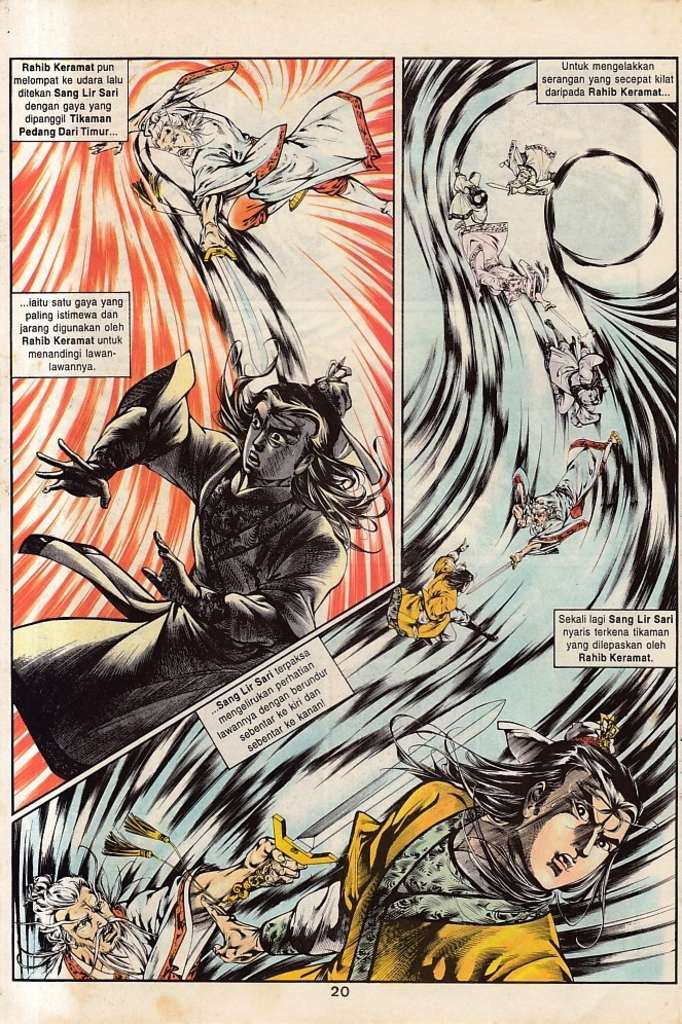 Rahib Keramat pun
melompat ke udara lalu
ditekan Sang Lir Sari
dengan gaya yang
dipanggil Tikaman
Pedang Dari Timur...
...iaitu satu gaya yang
paling istimewa dan
jarang digunakan oleh
Rahib Keramat untuk
menandingi lawan-
lawannya.
Untuk mengelakkan
serangan yang secepat kilat
daripada Rahib Keramat...
...Sang Lir Sari terpaksa
mengelirukan perhatian
lawannya dengan berundur
sebentar ke kiri dan
sebentar ke kanan!
Sekali lagi Sang Lir Sari
nyaris terkena tikaman
yang dilepaskan oleh
Rahib Keramat.
20